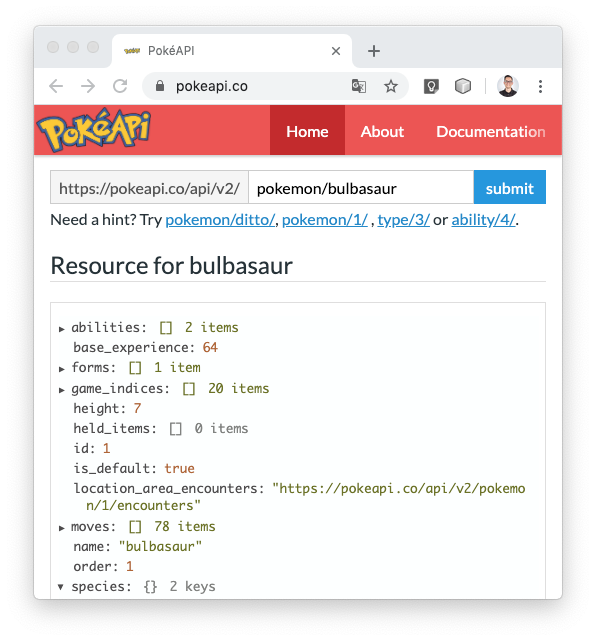 PokéAPI
pokeapi.co
PokéAPI
Home About Documentation
https://pokeapi.co/api/v2/ pokemon/bulbasaur submit
Need a hint? Try pokemon/ditto/, pokemon/1/ , type/3/ or ability/4/.
Resource for bulbasaur
abilities: [] 2 items
base_experience: 64
forms: [] 1 item
game_indices: [] 20 items
height: 7
held_items: [] 0 items
id: 1
is_default: true
location_area_encounters: "https://pokeapi.co/api/v2/pokemo
n/1/encounters"
moves: [] 78 items
name: "bulbasaur"
order: 1
species: {} 2 keys